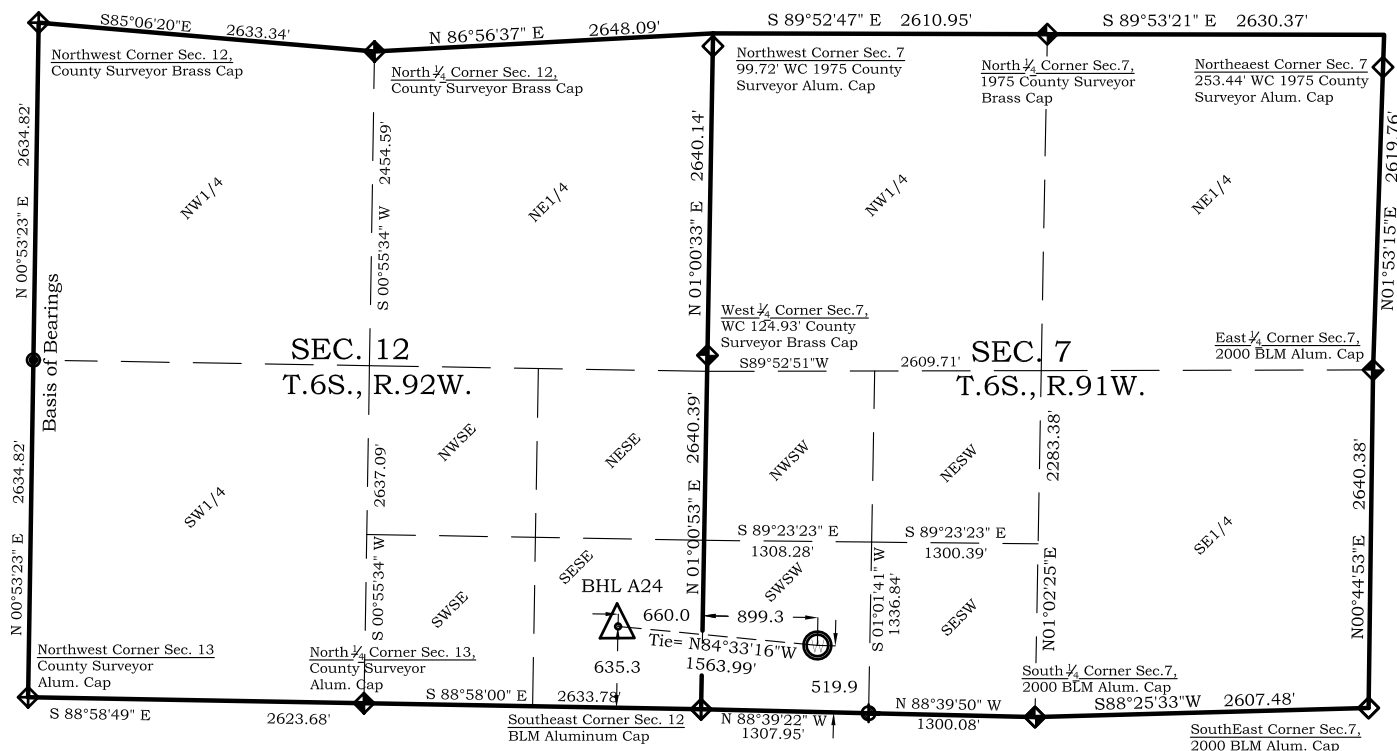 S85°06'20"E 2633.34'
N 86°56'37" E 2648.09'
S 89°52'47" E 2610.95'
S 89°53'21" E 2630.37'
Northwest Corner Sec. 12,
County Surveyor Brass Cap
North 1/4 Corner Sec. 12,
County Surveyor Brass Cap
Northwest Corner Sec. 7
99.72' WC 1975 County
Surveyor Alum. Cap
North 1/4 Corner Sec.7,
1975 County Surveyor
Brass Cap
Northeaest Corner Sec. 7
253.44' WC 1975 County
Surveyor Alum. Cap
N 00°53'23" E 2634.82'
S 00°55'34" W 2454.59'
N 01°00'33" E 2640.14'
N01°53'15"E 2619.76'
NW1/4
NE1/4
NW1/4
NE1/4
Basis of Bearings
West 1/4 Corner Sec.7,
WC 124.93' County
Surveyor Brass Cap
East 1/4 Corner Sec.7,
2000 BLM Alum. Cap
SEC. 12
T.6S., R.92W.
S89°52'51"W 2609.71'
SEC. 7
T.6S., R.91W.
N 00°53'23" E 2634.82'
S 00°55'34" W 2637.09'
N 01°00'53" E 2640.39'
N01°02'25"E 2283.38'
N00°44'53"E 2640.38'
SW1/4
NWSE
NESE
NWSW
NESW
SE1/4
S 89°23'23" E
1308.28'
S 89°23'23" E
1300.39'
SWSE
SESE
SWSW
SESW
S 01°01'41" W
1336.84'
BHL A24
660.0
899.3
Tie= N84°33'16"W
1563.99'
W
635.3
519.9
Northwest Corner Sec. 13
County Surveyor
Alum. Cap
North 1/4 Corner Sec. 13,
County Surveyor
Alum. Cap
South 1/4 Corner Sec.7,
2000 BLM Alum. Cap
S 88°58'49" E 2623.68'
S 88°58'00" E 2633.78'
Southeast Corner Sec. 12
BLM Aluminum Cap
N 88°39'22" W
1307.95'
N 88°39'50" W
1300.08'
S88°25'33"W 2607.48'
SouthEast Corner Sec.7,
2000 BLM Alum. Cap